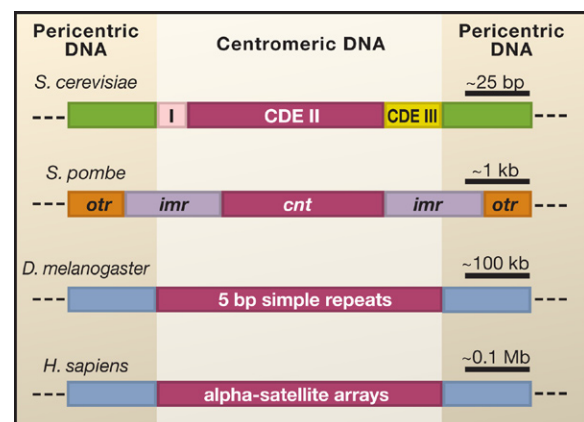 Pericentric DNA
Centromeric DNA
Pericentric DNA
S. cerevisiae
~25 bp
I
CDE II
CDE III
S. pombe
~1 kb
otr
imr
cnt
imr
otr
D. melanogaster
~100 kb
5 bp simple repeats
H. sapiens
~0.1 Mb
alpha-satellite arrays